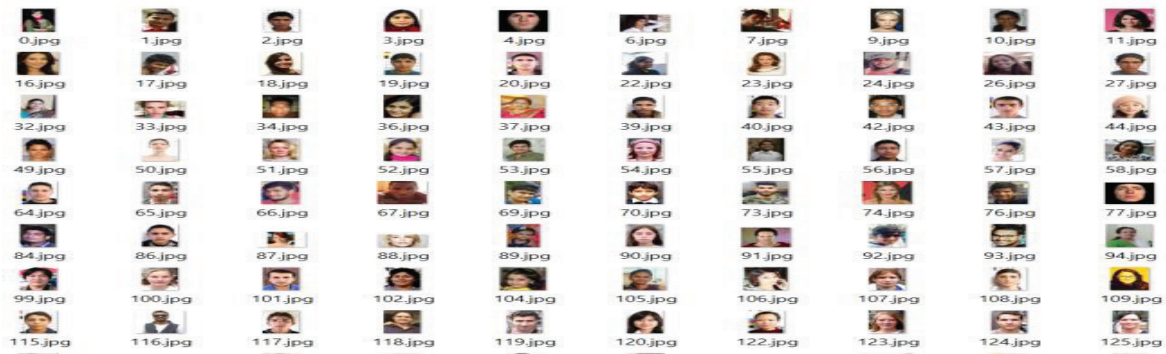 0.jpg 1.jpg 2.jpg 3.jpg 4.jpg 6.jpg 7.jpg 9.jpg 10.jpg 11.jpg
16.jpg 17.jpg 18.jpg 19.jpg 20.jpg 22.jpg 23.jpg 24.jpg 26.jpg 27.jpg
32.jpg 33.jpg 34.jpg 36.jpg 37.jpg 39.jpg 40.jpg 42.jpg 43.jpg 44.jpg
49.jpg 50.jpg 51.jpg 52.jpg 53.jpg 54.jpg 55.jpg 56.jpg 57.jpg 58.jpg
64.jpg 65.jpg 66.jpg 67.jpg 69.jpg 70.jpg 73.jpg 74.jpg 76.jpg 77.jpg
84.jpg 86.jpg 87.jpg 88.jpg 89.jpg 90.jpg 91.jpg 92.jpg 93.jpg 94.jpg
99.jpg 100.jpg 101.jpg 102.jpg 104.jpg 105.jpg 106.jpg 107.jpg 108.jpg 109.jpg
115.jpg 116.jpg 117.jpg 118.jpg 119.jpg 120.jpg 122.jpg 123.jpg 124.jpg 125.jpg